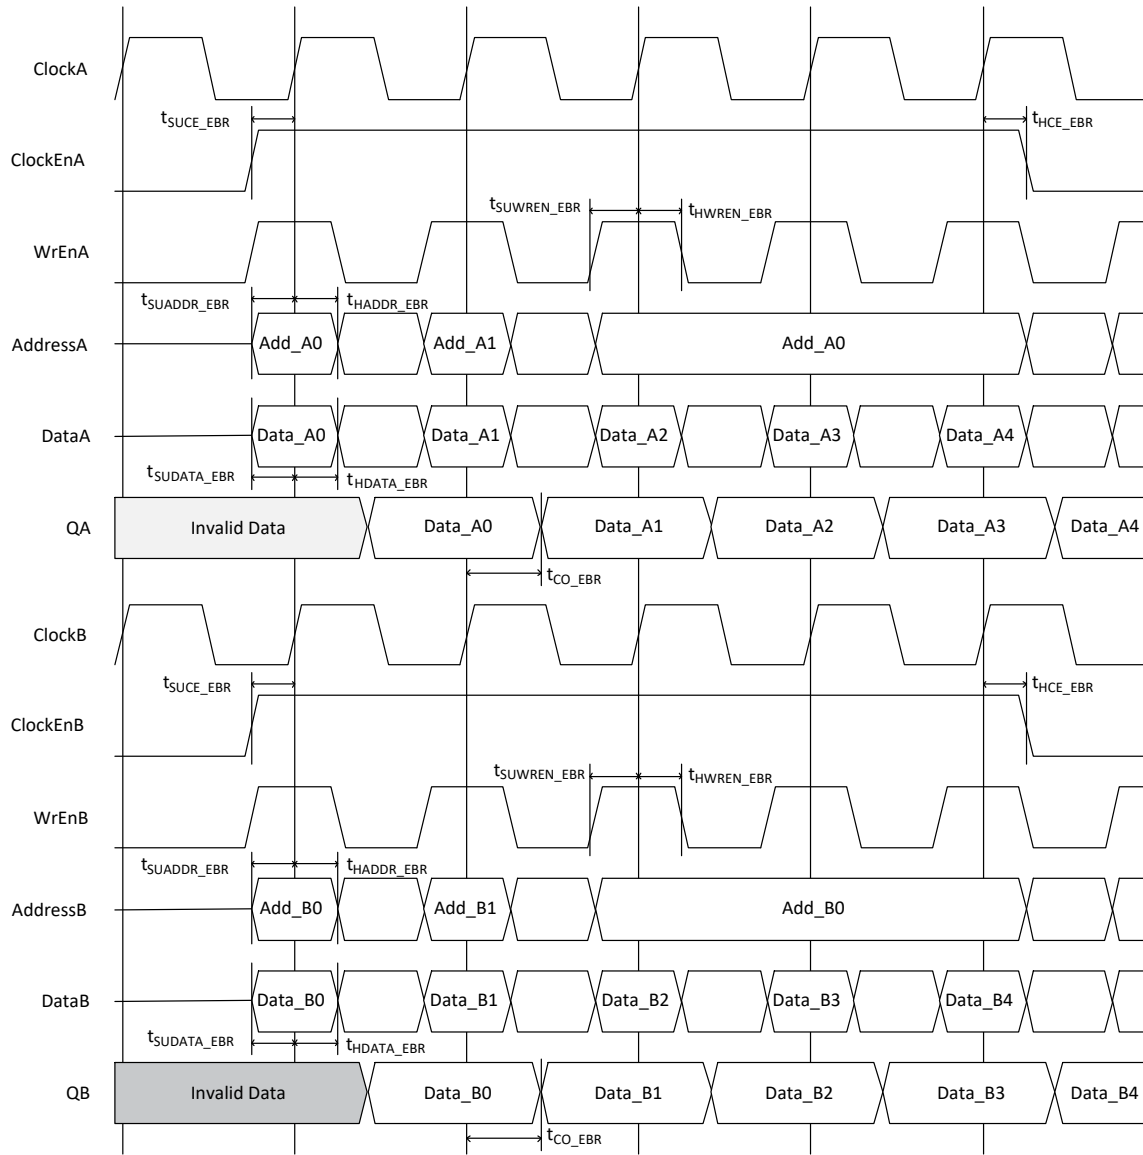 ClockA
tSUCE_EBR tHCE_EBR
ClockEnA
tSUWREN_EBR tHWREN_EBR
WrEnA
tSUADDR_EBR tHADDR_EBR
AddressA Add_A0 Add_A1 Add_A0
DataA Data_A0 Data_A1 Data_A2 Data_A3 Data_A4
tSUDATA_EBR tHDATA_EBR
QA Invalid Data Data_A0 Data_A1 Data_A2 Data_A3 Data_A4
tCO_EBR
ClockB
tSUCE_EBR tHCE_EBR
ClockEnB
tSUWREN_EBR tHWREN_EBR
WrEnB
tSUADDR_EBR tHADDR_EBR
AddressB Add_B0 Add_B1 Add_B0
DataB Data_B0 Data_B1 Data_B2 Data_B3 Data_B4
tSUDATA_EBR tHDATA_EBR
QB Invalid Data Data_B0 Data_B1 Data_B2 Data_B3 Data_B4
tCO_EBR